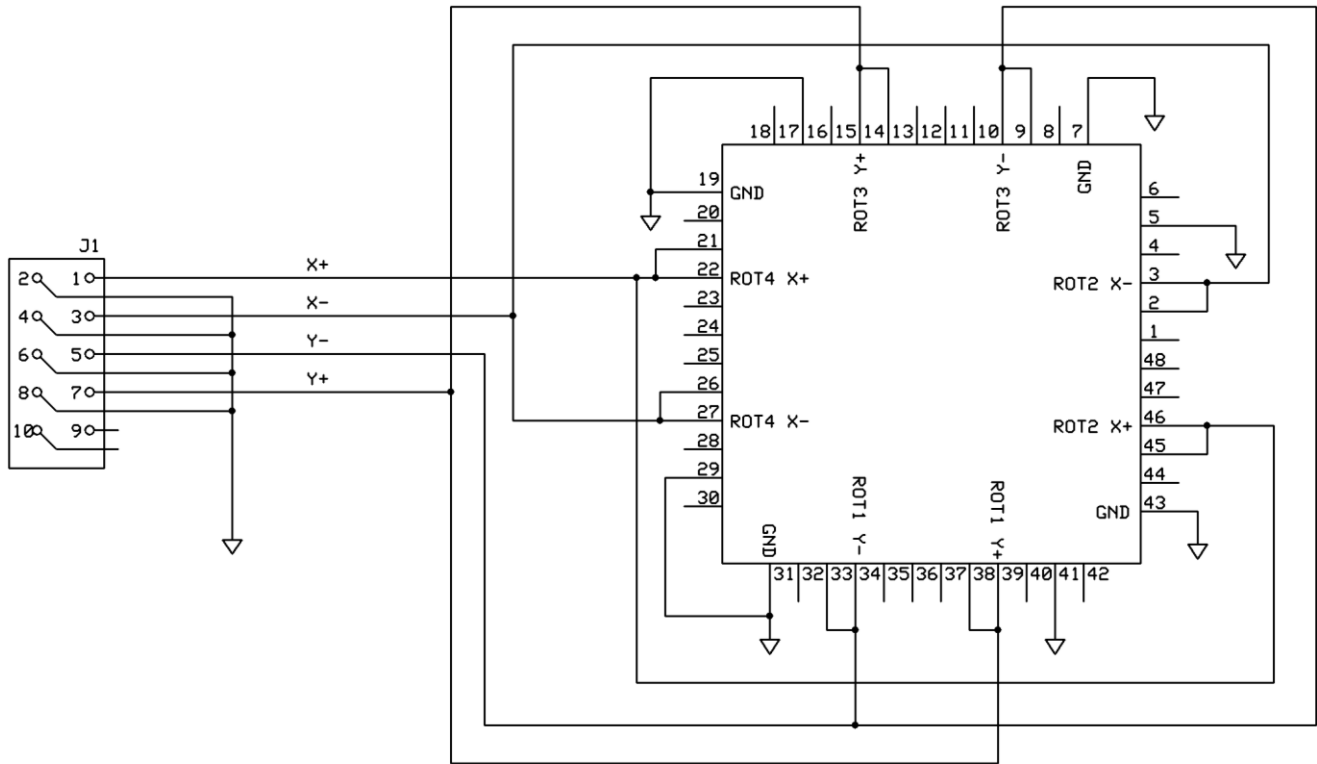 18 17 16 15 14 13 12 11 10 9 8 7
ROT3 Y+
ROT3 Y-
GND
19
GND
20
21
22
ROT4 X+
23
24
25
26
27
ROT4 X-
28
29
30
6
5
4
3
ROT2 X-
2
1
48
47
46
ROT2 X+
45
44
43
GND
GND
ROT1 Y-
ROT1 Y+
31 32 33 34 35 36 37 38 39 40 41 42
J1
2 1
4 3
6 5
8 7
10 9
X+
X-
Y-
Y+